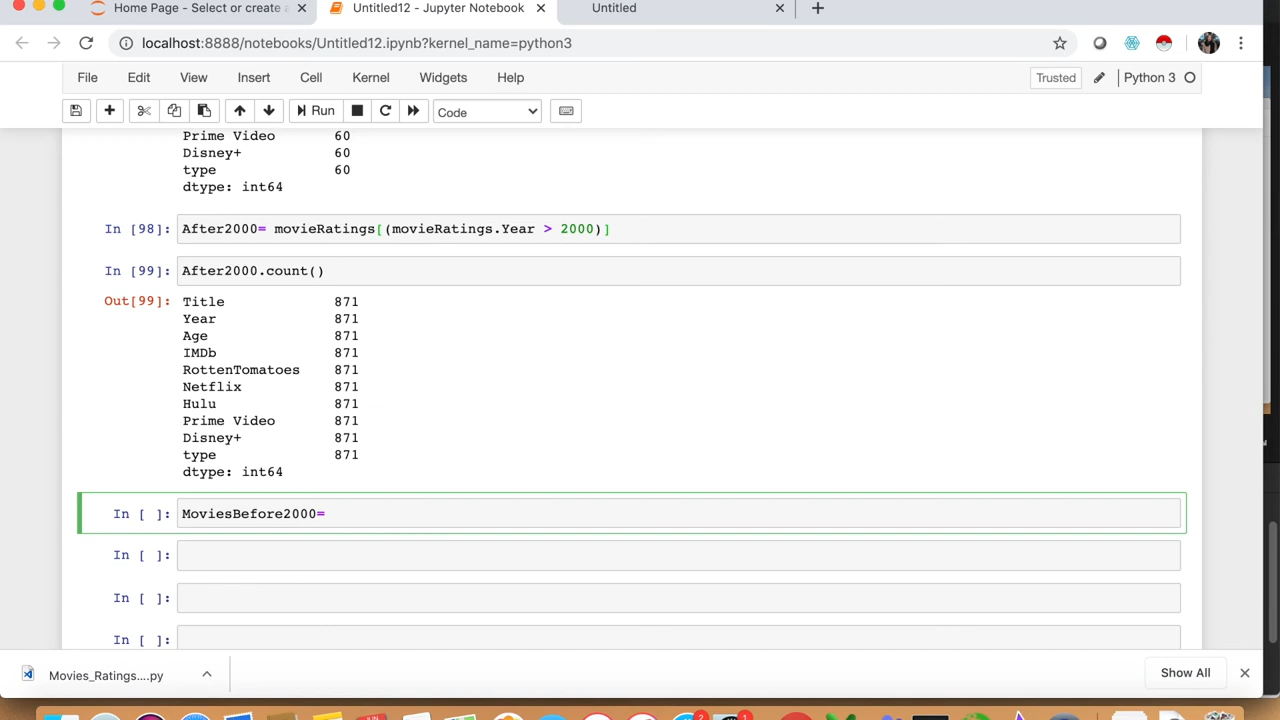 Home Page - Select or create a
Untitled12 - Jupyter Notebook
Untitled
localhost:8888/notebooks/Untitled12.ipynb?kernel_name=python3
File Edit View Insert Cell Kernel Widgets Help
Trusted Python 3
Run Code
Prime Video 60
Disney+ 60
type 60
dtype: int64
In [98]: After2000= movieRatings[(movieRatings.Year > 2000)]
In [99]: After2000.count()
Out[99]: Title 871
Year 871
Age 871
IMDb 871
RottenTomatoes 871
Netflix 871
Hulu 871
Prime Video 871
Disney+ 871
type 871
dtype: int64
In [ ]: MoviesBefore2000=
In [ ]:
In [ ]:
In [ ]:
Movies_Ratings....py
Show All
2
1